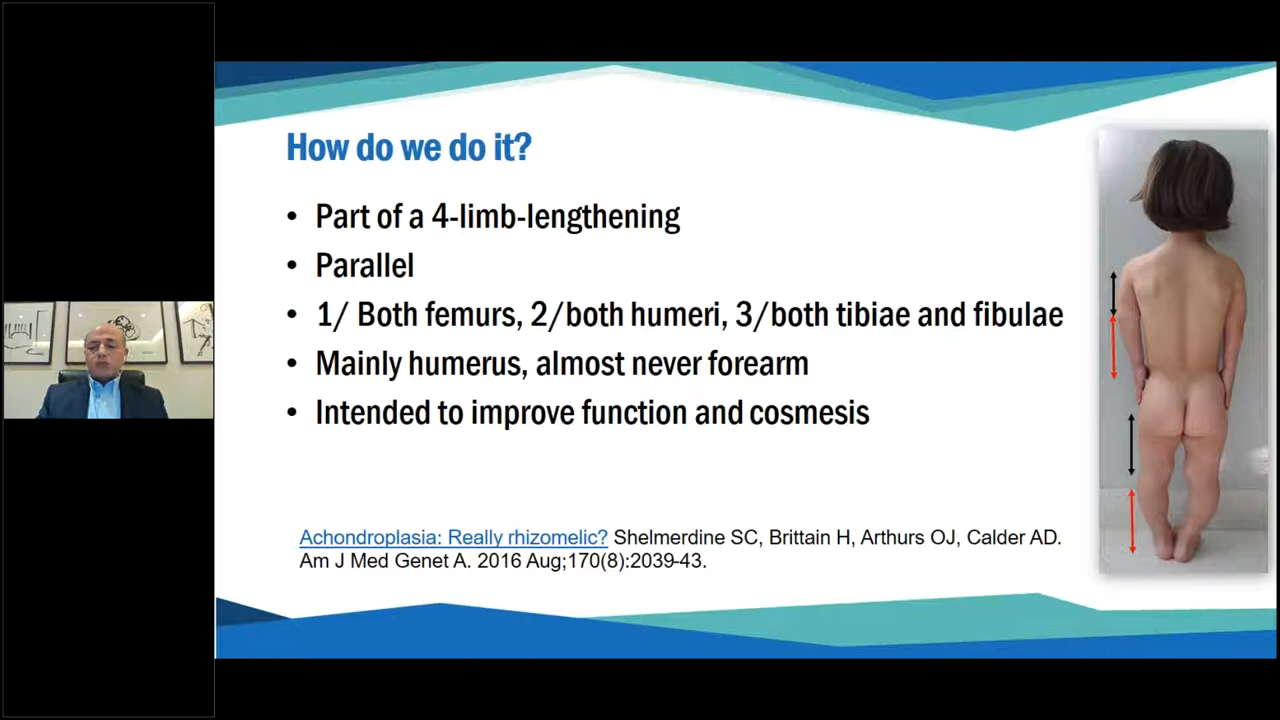 How do we do it?
• Part of a 4-limb-lengthening
• Parallel
• 1/ Both femurs, 2/both humeri, 3/both tibiae and fibulae
• Mainly humerus, almost never forearm
• Intended to improve function and cosmesis
Achondroplasia: Really rhizomelic? Shelmerdine SC, Brittain H, Arthurs OJ, Calder AD.
Am J Med Genet A. 2016 Aug;170(8):2039-43.